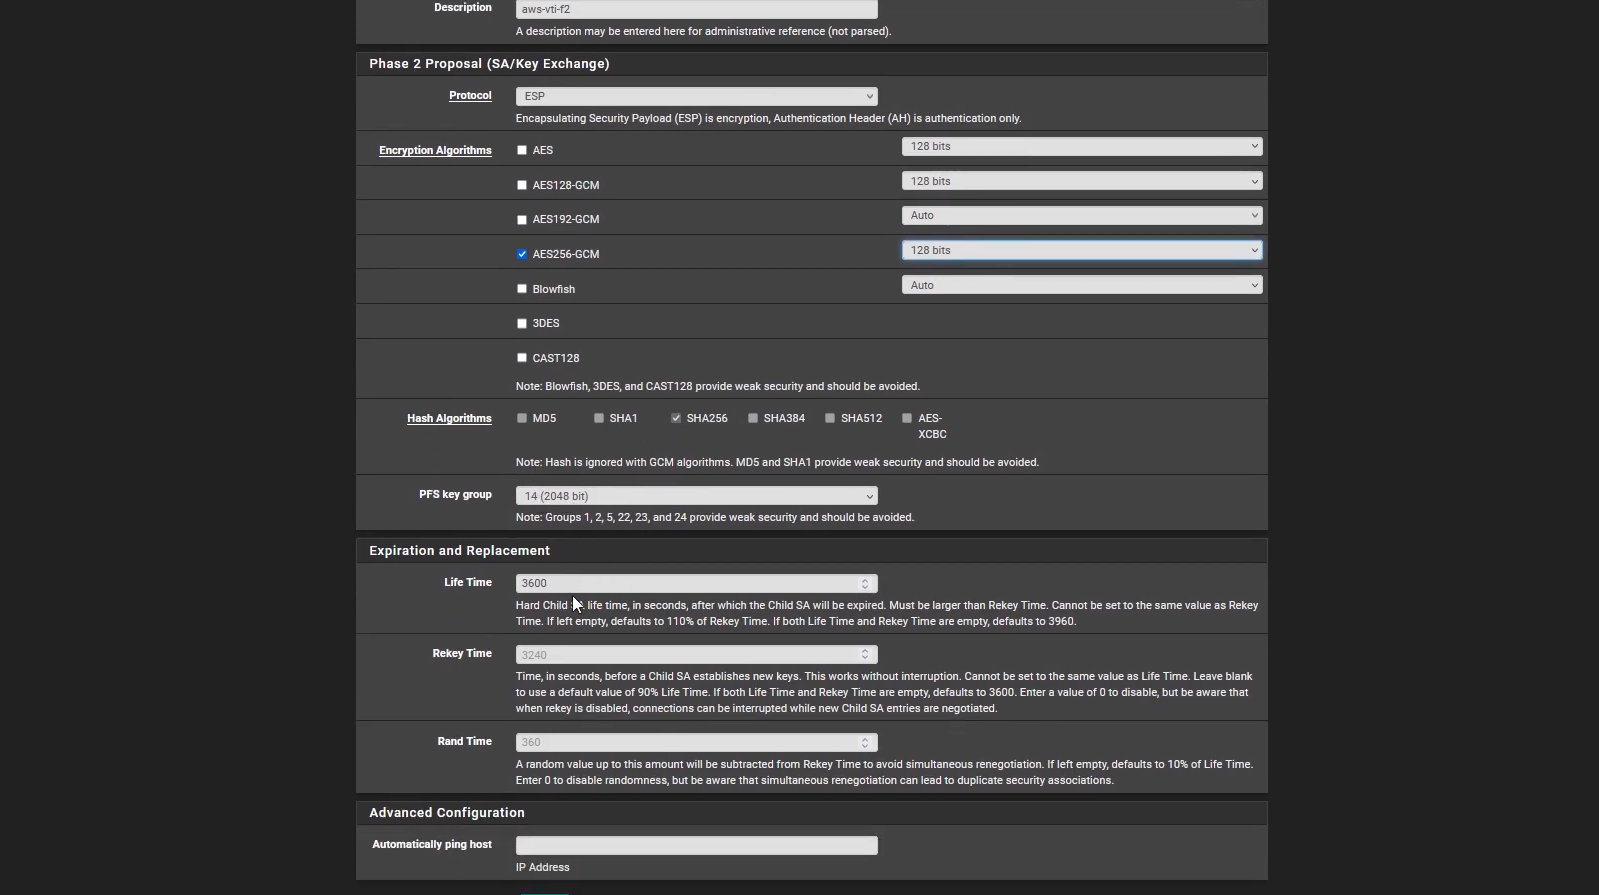 Description
aws-vti-f2
A description may be entered here for administrative reference (not parsed).
Phase 2 Proposal (SA/Key Exchange)
Protocol
ESP
Encapsulating Security Payload (ESP) is encryption, Authentication Header (AH) is authentication only.
Encryption Algorithms
AES
128 bits
AES128-GCM
128 bits
AES192-GCM
Auto
AES256-GCM
128 bits
Blowfish
Auto
3DES
CAST128
Note: Blowfish, 3DES, and CAST128 provide weak security and should be avoided.
Hash Algorithms
MD5
SHA1
SHA256
SHA384
SHA512
AES-
XCBC
Note: Hash is ignored with GCM algorithms. MD5 and SHA1 provide weak security and should be avoided.
PFS key group
14 (2048 bit)
Note: Groups 1, 2, 5, 22, 23, and 24 provide weak security and should be avoided.
Expiration and Replacement
Life Time
3600
Hard Child SA life time, in seconds, after which the Child SA will be expired. Must be larger than Rekey Time. Cannot be set to the same value as Rekey
Time. If left empty, defaults to 110% of Rekey Time. If both Life Time and Rekey Time are empty, defaults to 3960.
Rekey Time
3240
Time, in seconds, before a Child SA establishes new keys. This works without interruption. Cannot be set to the same value as Life Time. Leave blank
to use a default value of 90% Life Time. If both Life Time and Rekey Time are empty, defaults to 3600. Enter a value of 0 to disable, but be aware that
when rekey is disabled, connections can be interrupted while new Child SA entries are negotiated.
Rand Time
360
A random value up to this amount will be subtracted from Rekey Time to avoid simultaneous renegotiation. If left empty, defaults to 10% of Life Time.
Enter 0 to disable randomness, but be aware that simultaneous renegotiation can lead to duplicate security associations.
Advanced Configuration
Automatically ping host
IP Address